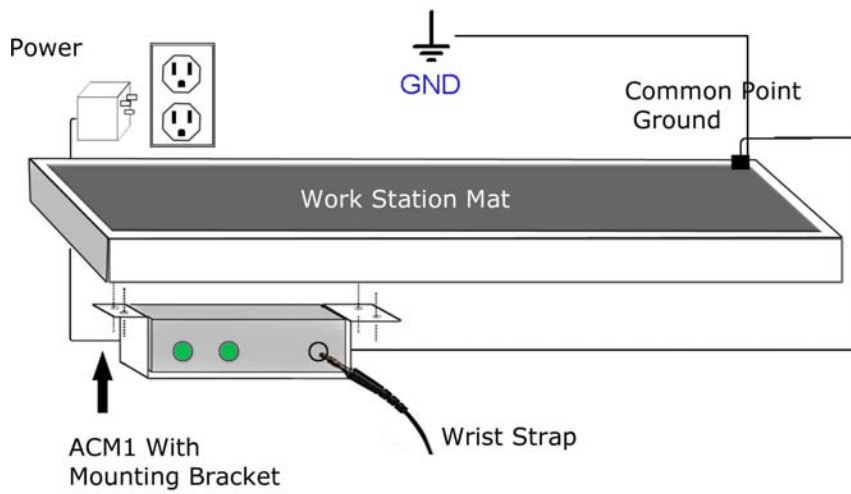 Power
GND
Common Point
Ground
Work Station Mat
Wrist Strap
ACM1 With
Mounting Bracket